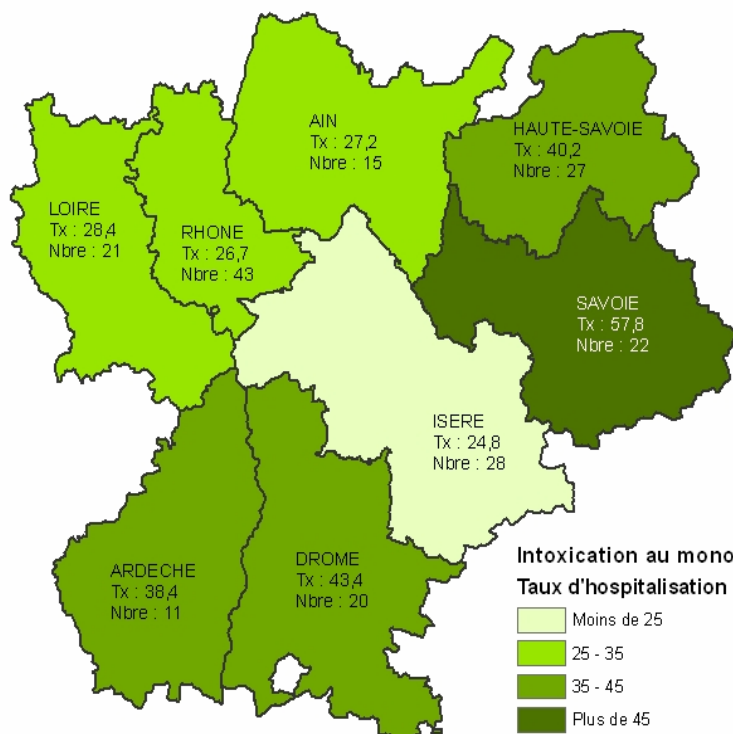 AIN
Tx : 27,2
Nbre : 15
HAUTE-SAVOIE
Tx : 40,2
Nbre : 27
LOIRE
Tx : 28,4
Nbre : 21
RHONE
Tx : 26,7
Nbre : 43
SAVOIE
Tx : 57,8
Nbre : 22
ISERE
Tx : 24,8
Nbre : 28
ARDECHE
Tx : 38,4
Nbre : 11
DROME
Tx : 43,4
Nbre : 20
Intoxication au mono
Taux d'hospitalisation
Moins de 25
25 - 35
35 - 45
Plus de 45